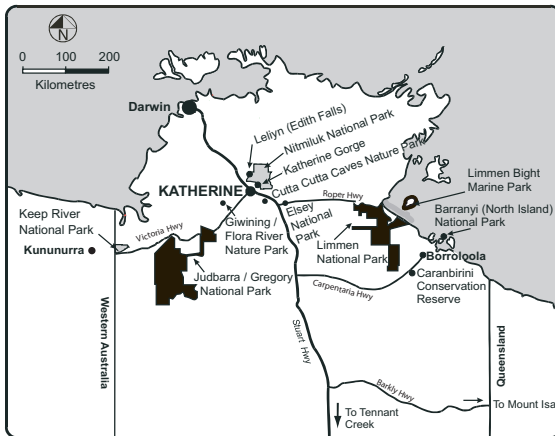 N
0 100 200
Kilometres
Darwin
Leliyn (Edith Falls)
Nitmiluk National Park
Katherine Gorge
Cutta Cutta Caves Nature Park
KATHERINE
Limmen Bight
Marine Park
Barranyi (North Island)
National Park
Roper Hwy
Elsey
National
Park
Keep River
National Park
Victoria Hwy
Giwining /
Flora River
Nature Park
Limmen
National Park
Kununurra
Borroloola
Judbarra / Gregory
National Park
Caranbirini
Conservation
Reserve
Carpentaria Hwy
Western Australia
Stuart Hwy
Queensland
Barkly Hwy
To Mount Isa
To Tennant
Creek